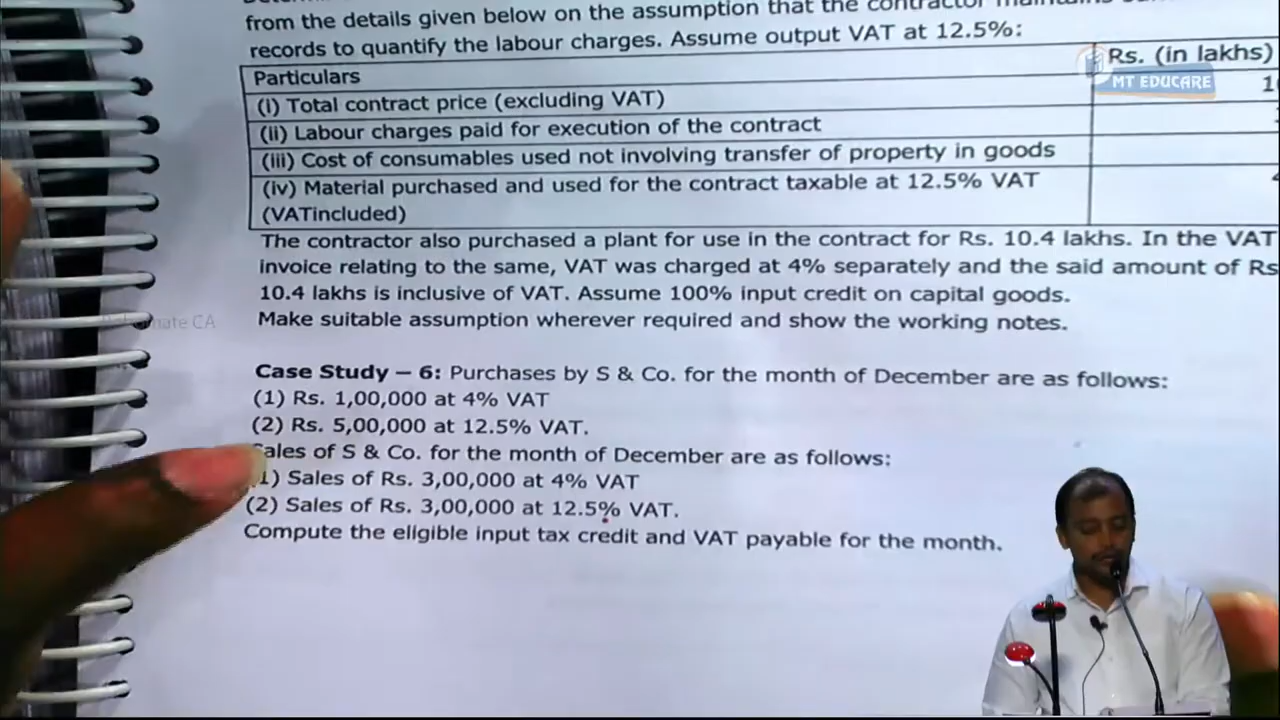 from the details given below on the assumption that the contractor
records to quantify the labour charges. Assume output VAT at 12.5%:
Particulars
Rs. (in lakhs)
MT EDUCARE
(i) Total contract price (excluding VAT)
(ii) Labour charges paid for execution of the contract
(iii) Cost of consumables used not involving transfer of property in goods
(iv) Material purchased and used for the contract taxable at 12.5% VAT
(VATincluded)
The contractor also purchased a plant for use in the contract for Rs. 10.4 lakhs. In the VAT
invoice relating to the same, VAT was charged at 4% separately and the said amount of Rs
10.4 lakhs is inclusive of VAT. Assume 100% input credit on capital goods.
Make suitable assumption wherever required and show the working notes.
CA
Case Study – 6: Purchases by S & Co. for the month of December are as follows:
(1) Rs. 1,00,000 at 4% VAT
(2) Rs. 5,00,000 at 12.5% VAT.
Sales of S & Co. for the month of December are as follows:
1) Sales of Rs. 3,00,000 at 4% VAT
(2) Sales of Rs. 3,00,000 at 12.5% VAT.
Compute the eligible input tax credit and VAT payable for the month.